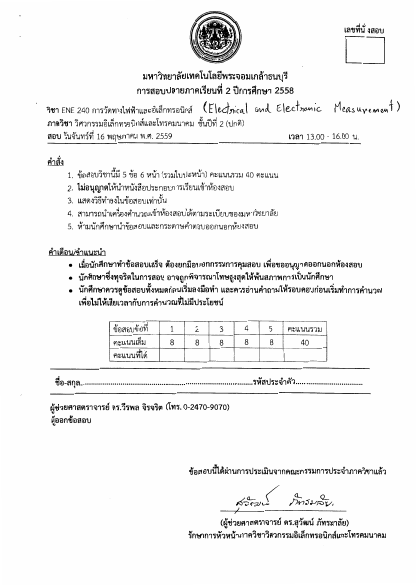 เลขที่นั่งสอบ
มหาวิทยาลัยเทคโนโลยีพระจอมเกล้าธนบุรี
การสอบปลายภาคเรียนที่ 2 ปีการศึกษา 2558
วิชา ENE 240 การวัดทางไฟฟ้าและอิเล็กทรอนิกส์ (Electrical and Electronic Measurement)
ภาควิชา วิศวกรรมอิเล็กทรอนิกส์และโทรคมนาคม ชั้นปีที่ 2 (ปกติ)
สอบ วันจันทร์ที่ 16 พฤษภาคม พ.ศ. 2559 เวลา 13.00 - 16.00 น.
คำสั่ง
1. ข้อสอบวิชานี้มี 5 ข้อ 6 หน้า (รวมใบปะหน้า) คะแนนรวม 40 คะแนน
2. ไม่อนุญาตให้นำหนังสือประกอบการเรียนเข้าห้องสอบ
3. แสดงวิธีทำลงในข้อสอบเท่านั้น
4. สามารถนำเครื่องคำนวณเข้าห้องสอบได้ตามระเบียบของมหาวิทยาลัย
5. ห้ามนักศึกษานำข้อสอบและกระดาษคำตอบออกนอกห้องสอบ
คำเตือน/คำแนะนำ
• เมื่อนักศึกษาทำข้อสอบเสร็จ ต้องยกมือบอกกรรมการคุมสอบ เพื่อขออนุญาตออกนอกห้องสอบ
• นักศึกษาซึ่งทุจริตในการสอบ อาจถูกพิจารณาโทษสูงสุดให้พ้นสภาพการเป็นนักศึกษา
• นักศึกษาควรดูข้อสอบทั้งหมดก่อนเริ่มลงมือทำ และควรอ่านคำถามให้รอบคอบก่อนเริ่มทำการคำนวณ
เพื่อไม่ให้เสียเวลากับการคำนวณที่ไม่มีประโยชน์
ข้อสอบข้อที่ 1 2 3 4 5 คะแนนรวม
คะแนนเต็ม 8 8 8 8 8 40
คะแนนที่ได้
ชื่อ-สกุล..........รหัสประจำตัว..........
ผู้ช่วยศาสตราจารย์ ดร.วีรพล จิรจริต (โทร. 0-2470-9070)
ผู้ออกข้อสอบ
ข้อสอบนี้ได้ผ่านการประเมินจากคณะกรรมการประจำภาควิชาแล้ว
สุวัฒน์ ภัทรมาลัย
(ผู้ช่วยศาสตราจารย์ ดร.สุวัฒน์ ภัทรมาลัย)
รักษาการหัวหน้าภาควิชาวิศวกรรมอิเล็กทรอนิกส์และโทรคมนาคม